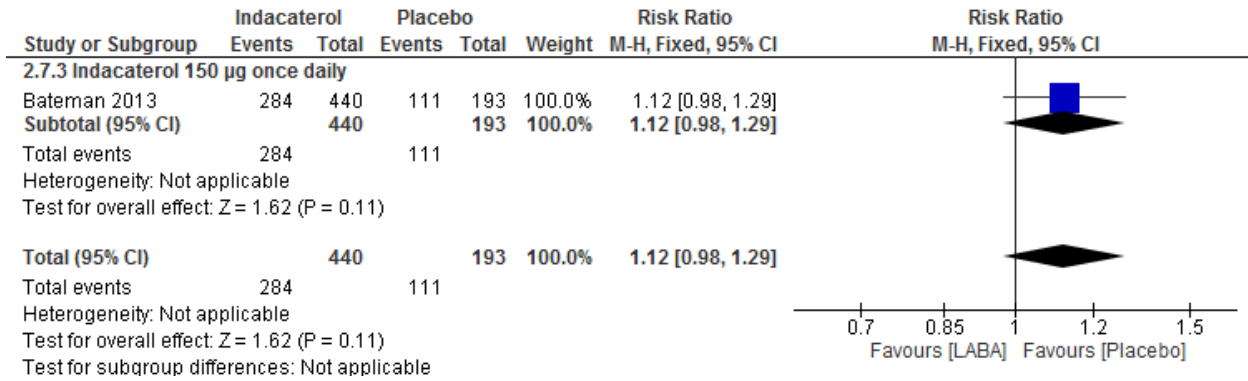 Indacaterol Placebo Risk Ratio Risk Ratio
Study or Subgroup Events Total Events Total Weight M-H, Fixed, 95% CI M-H, Fixed, 95% CI
2.7.3 Indacaterol 150 µg once daily
Bateman 2013 284 440 111 193 100.0% 1.12 [0.98, 1.29]
Subtotal (95% CI) 440 193 100.0% 1.12 [0.98, 1.29]
Total events 284 111
Heterogeneity: Not applicable
Test for overall effect: Z = 1.62 (P = 0.11)
Total (95% CI) 440 193 100.0% 1.12 [0.98, 1.29]
Total events 284 111
Heterogeneity: Not applicable
Test for overall effect: Z = 1.62 (P = 0.11)
Test for subgroup differences: Not applicable
0.7 0.85 1 1.2 1.5
Favours [LABA] Favours [Placebo]